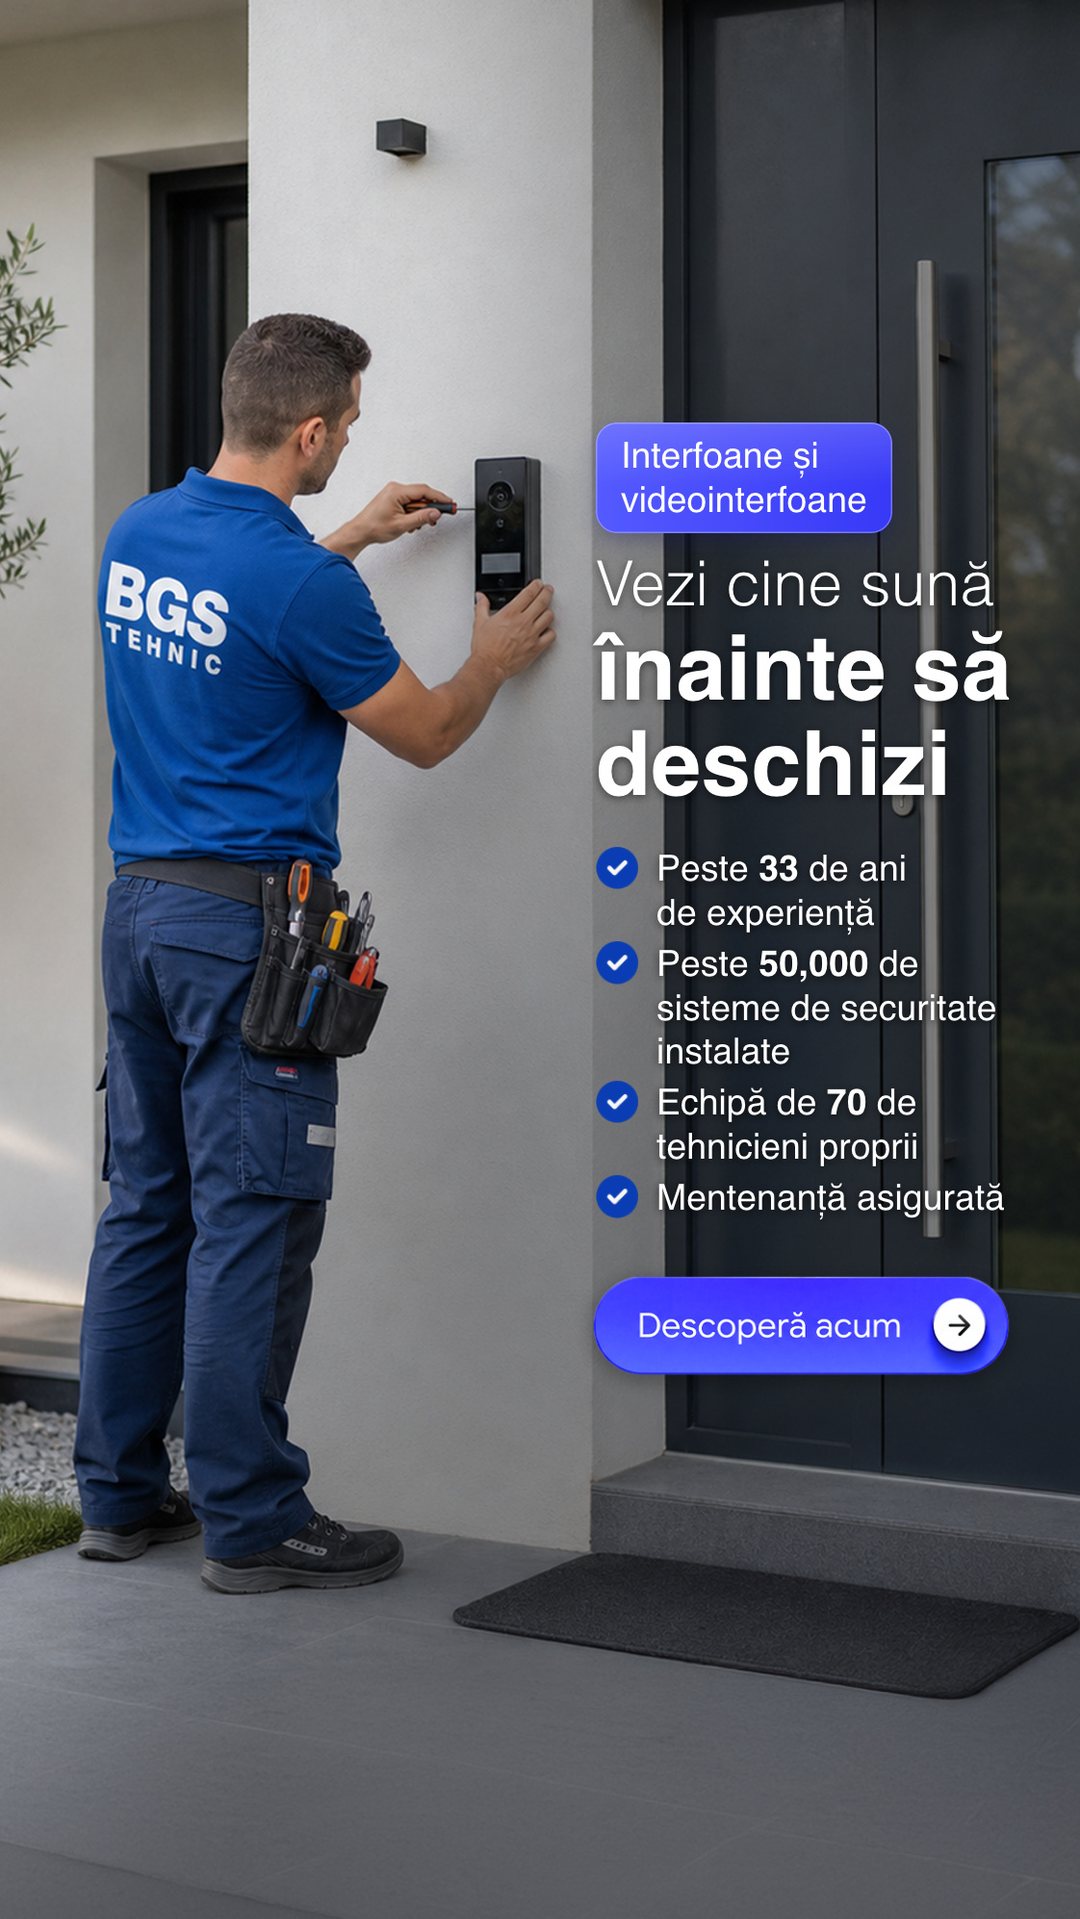 BGS
TEHNIC
Interfoane și
videointerfoane
Vezi cine sună
înainte să
deschizi
Peste 33 de ani
de experiență
Peste 50,000 de
sisteme de securitate
instalate
Echipă de 70 de
tehnicieni proprii
Mentenanță asigurată
Descoperă acum